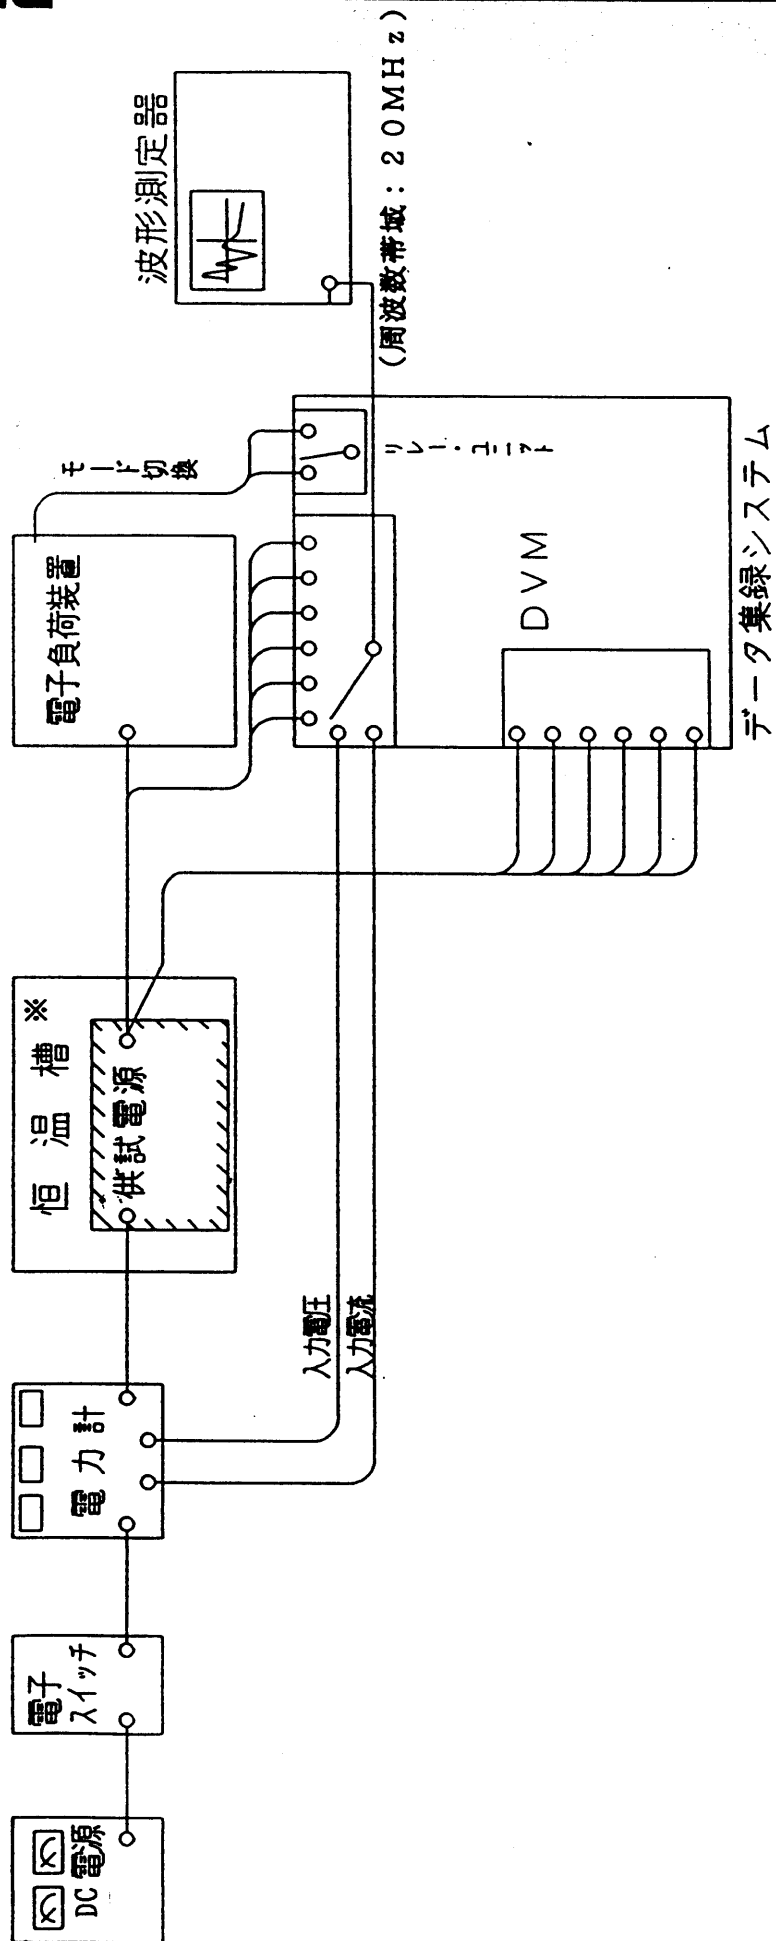 DC電源
電子
スイッチ
電力計
恒温槽 ※
供試電源
電子負荷装置
モード切換
波形測定器
(周波数帯域:20MHz)
入力電圧
入力電流
リレー・ユニット
DVM
データ集録システム